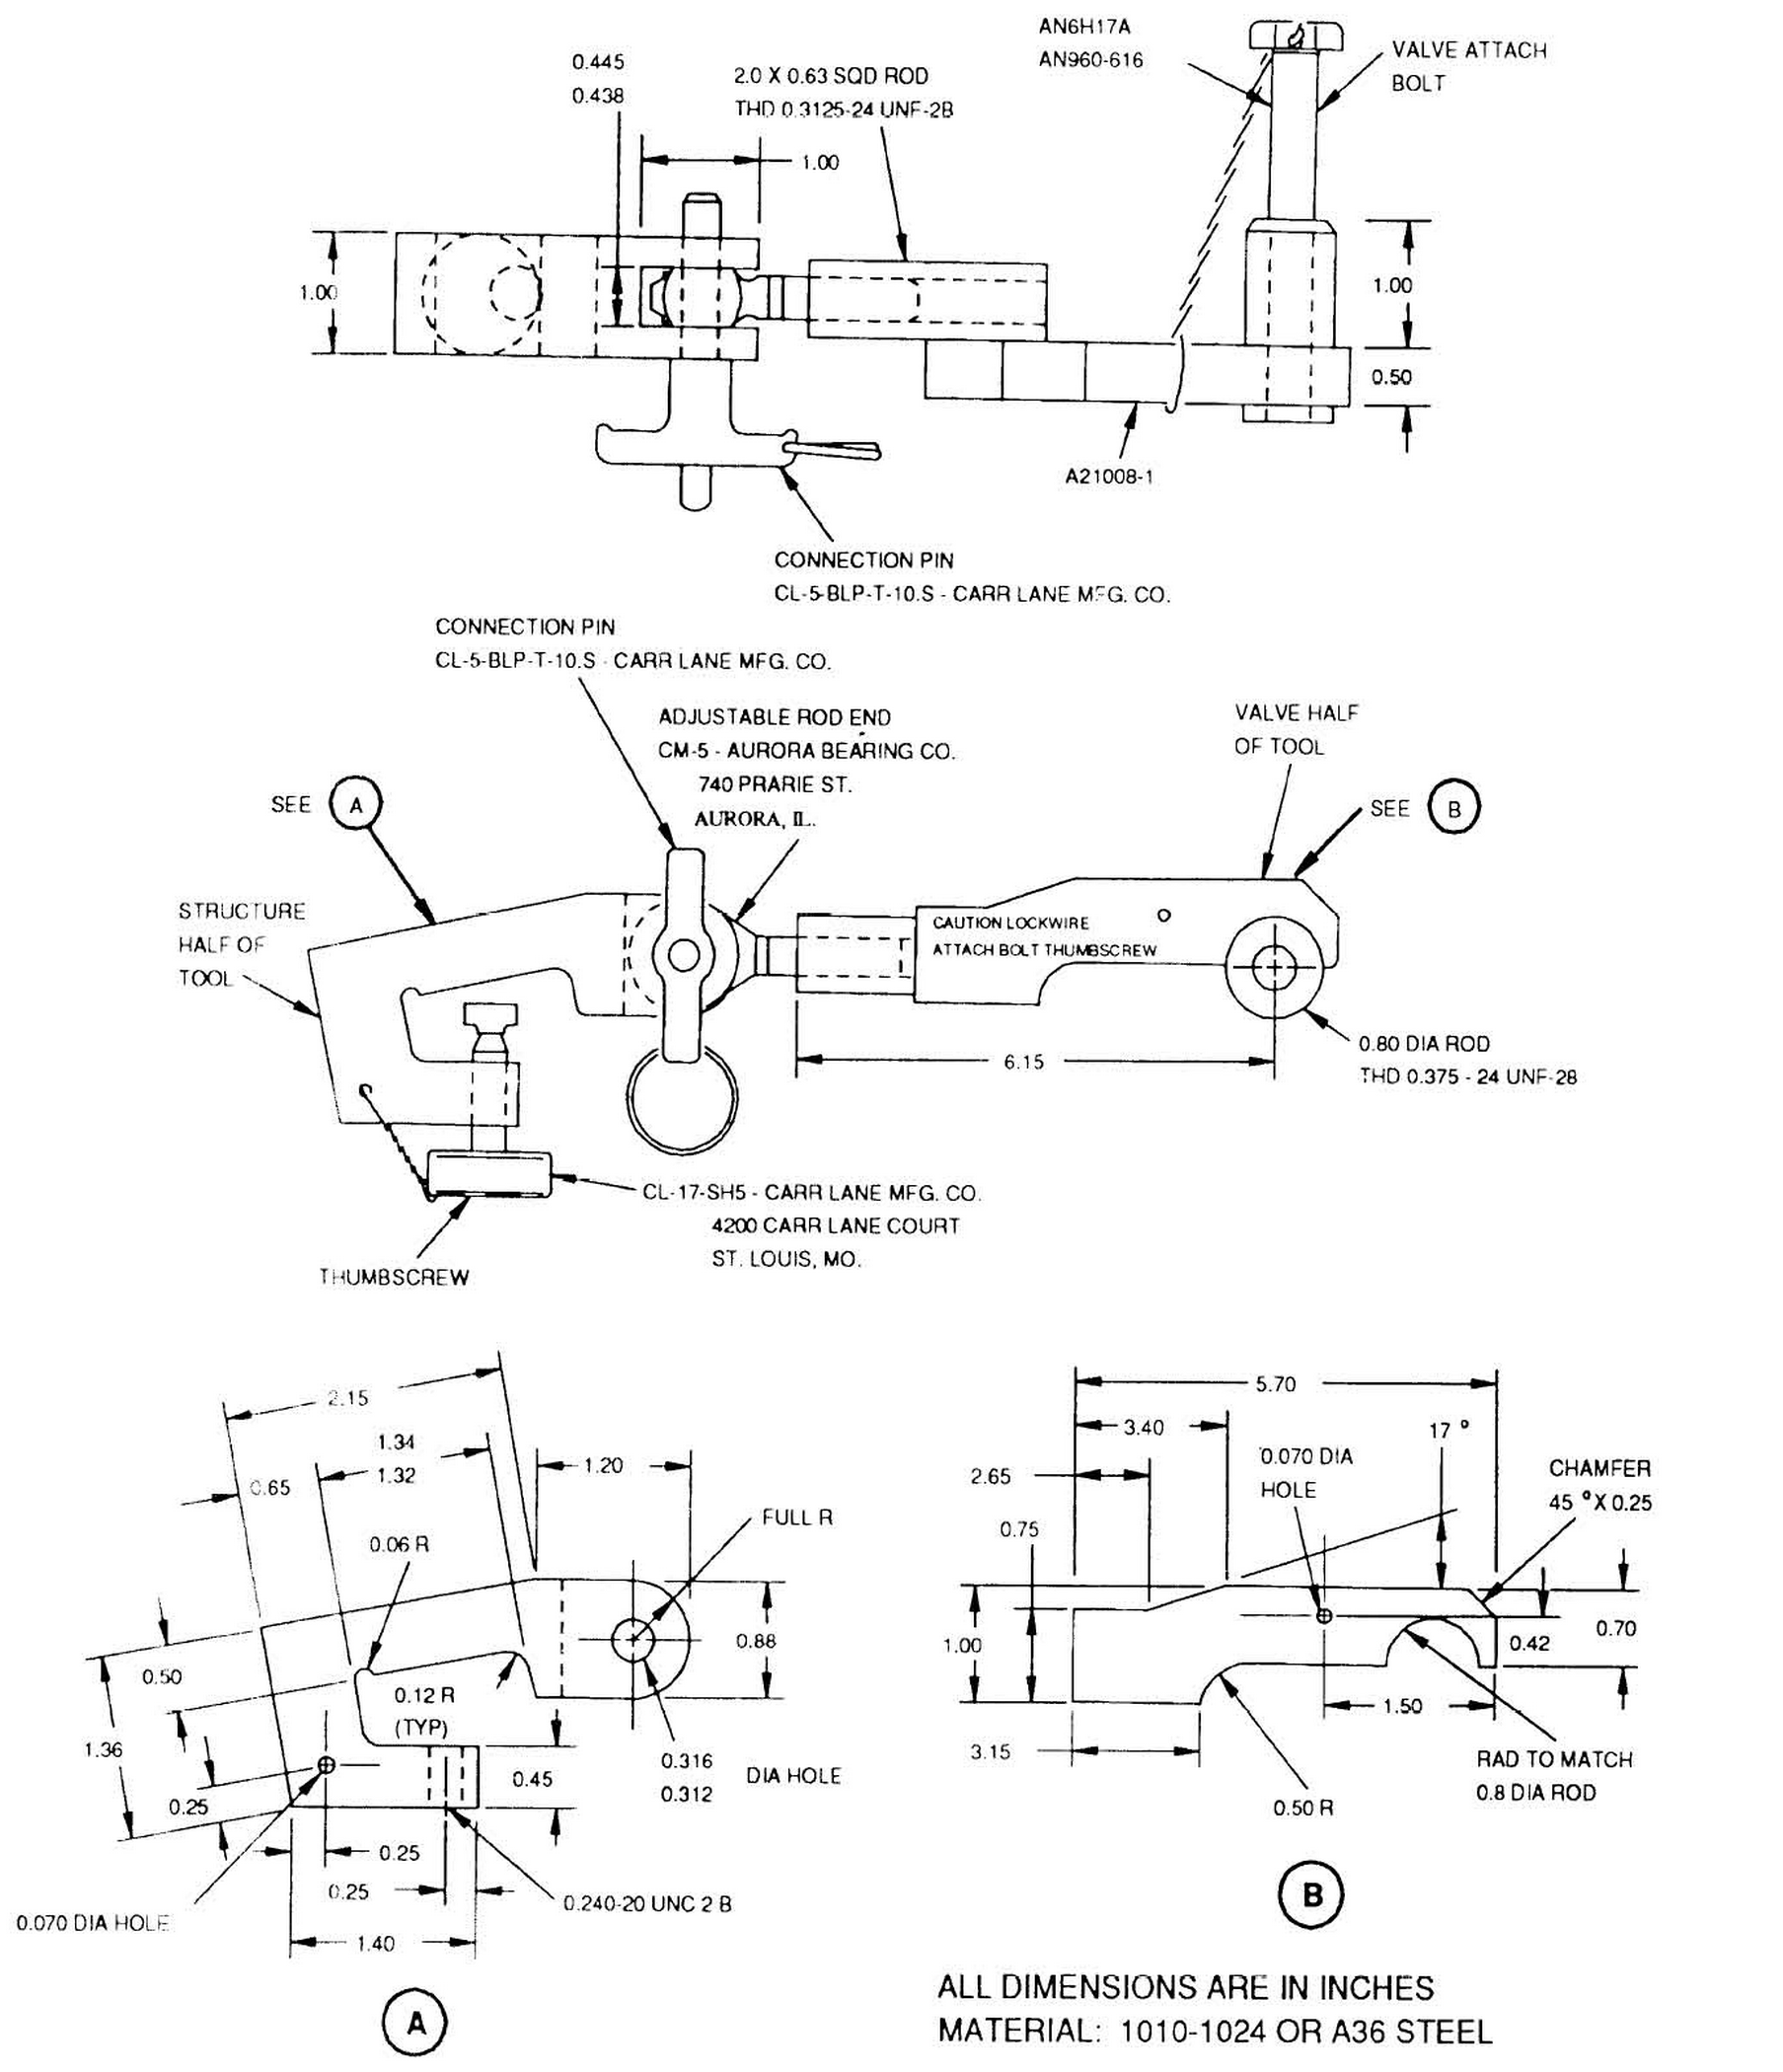 AN6H17A
AN960-616
VALVE ATTACH
BOLT
0.445
0.438
2.0 X 0.63 SQD ROD
THD 0.3125-24 UNF-2B
1.00
1.00
1.00
0.50
A21008-1
CONNECTION PIN
CL-5-BLP-T-10.S - CARR LANE MFG. CO.
CONNECTION PIN
CL-5-BLP-T-10.S - CARR LANE MFG. CO.
ADJUSTABLE ROD END
CM-5 - AURORA BEARING CO.
740 PRARIE ST.
AURORA, IL.
VALVE HALF
OF TOOL
SEE A
SEE B
STRUCTURE
HALF OF
TOOL
CAUTION LOCKWIRE
ATTACH BOLT THUMBSCREW
6.15
0.80 DIA ROD
THD 0.375 - 24 UNF-2B
CL-17-SH5 - CARR LANE MFG. CO.
4200 CARR LANE COURT
ST. LOUIS, MO.
THUMBSCREW
2.15
1.34
1.32
0.65
1.20
0.06 R
FULL R
0.50
0.88
0.12 R
(TYP)
1.36
0.45
0.316
0.312
DIA HOLE
0.25
0.25
0.25
0.240-20 UNC 2 B
0.070 DIA HOLE
1.40
A
5.70
3.40
17 °
2.65
0.070 DIA
HOLE
CHAMFER
45 ° X 0.25
0.75
1.00
0.42
0.70
1.50
3.15
RAD TO MATCH
0.8 DIA ROD
0.50 R
B
ALL DIMENSIONS ARE IN INCHES
MATERIAL: 1010-1024 OR A36 STEEL